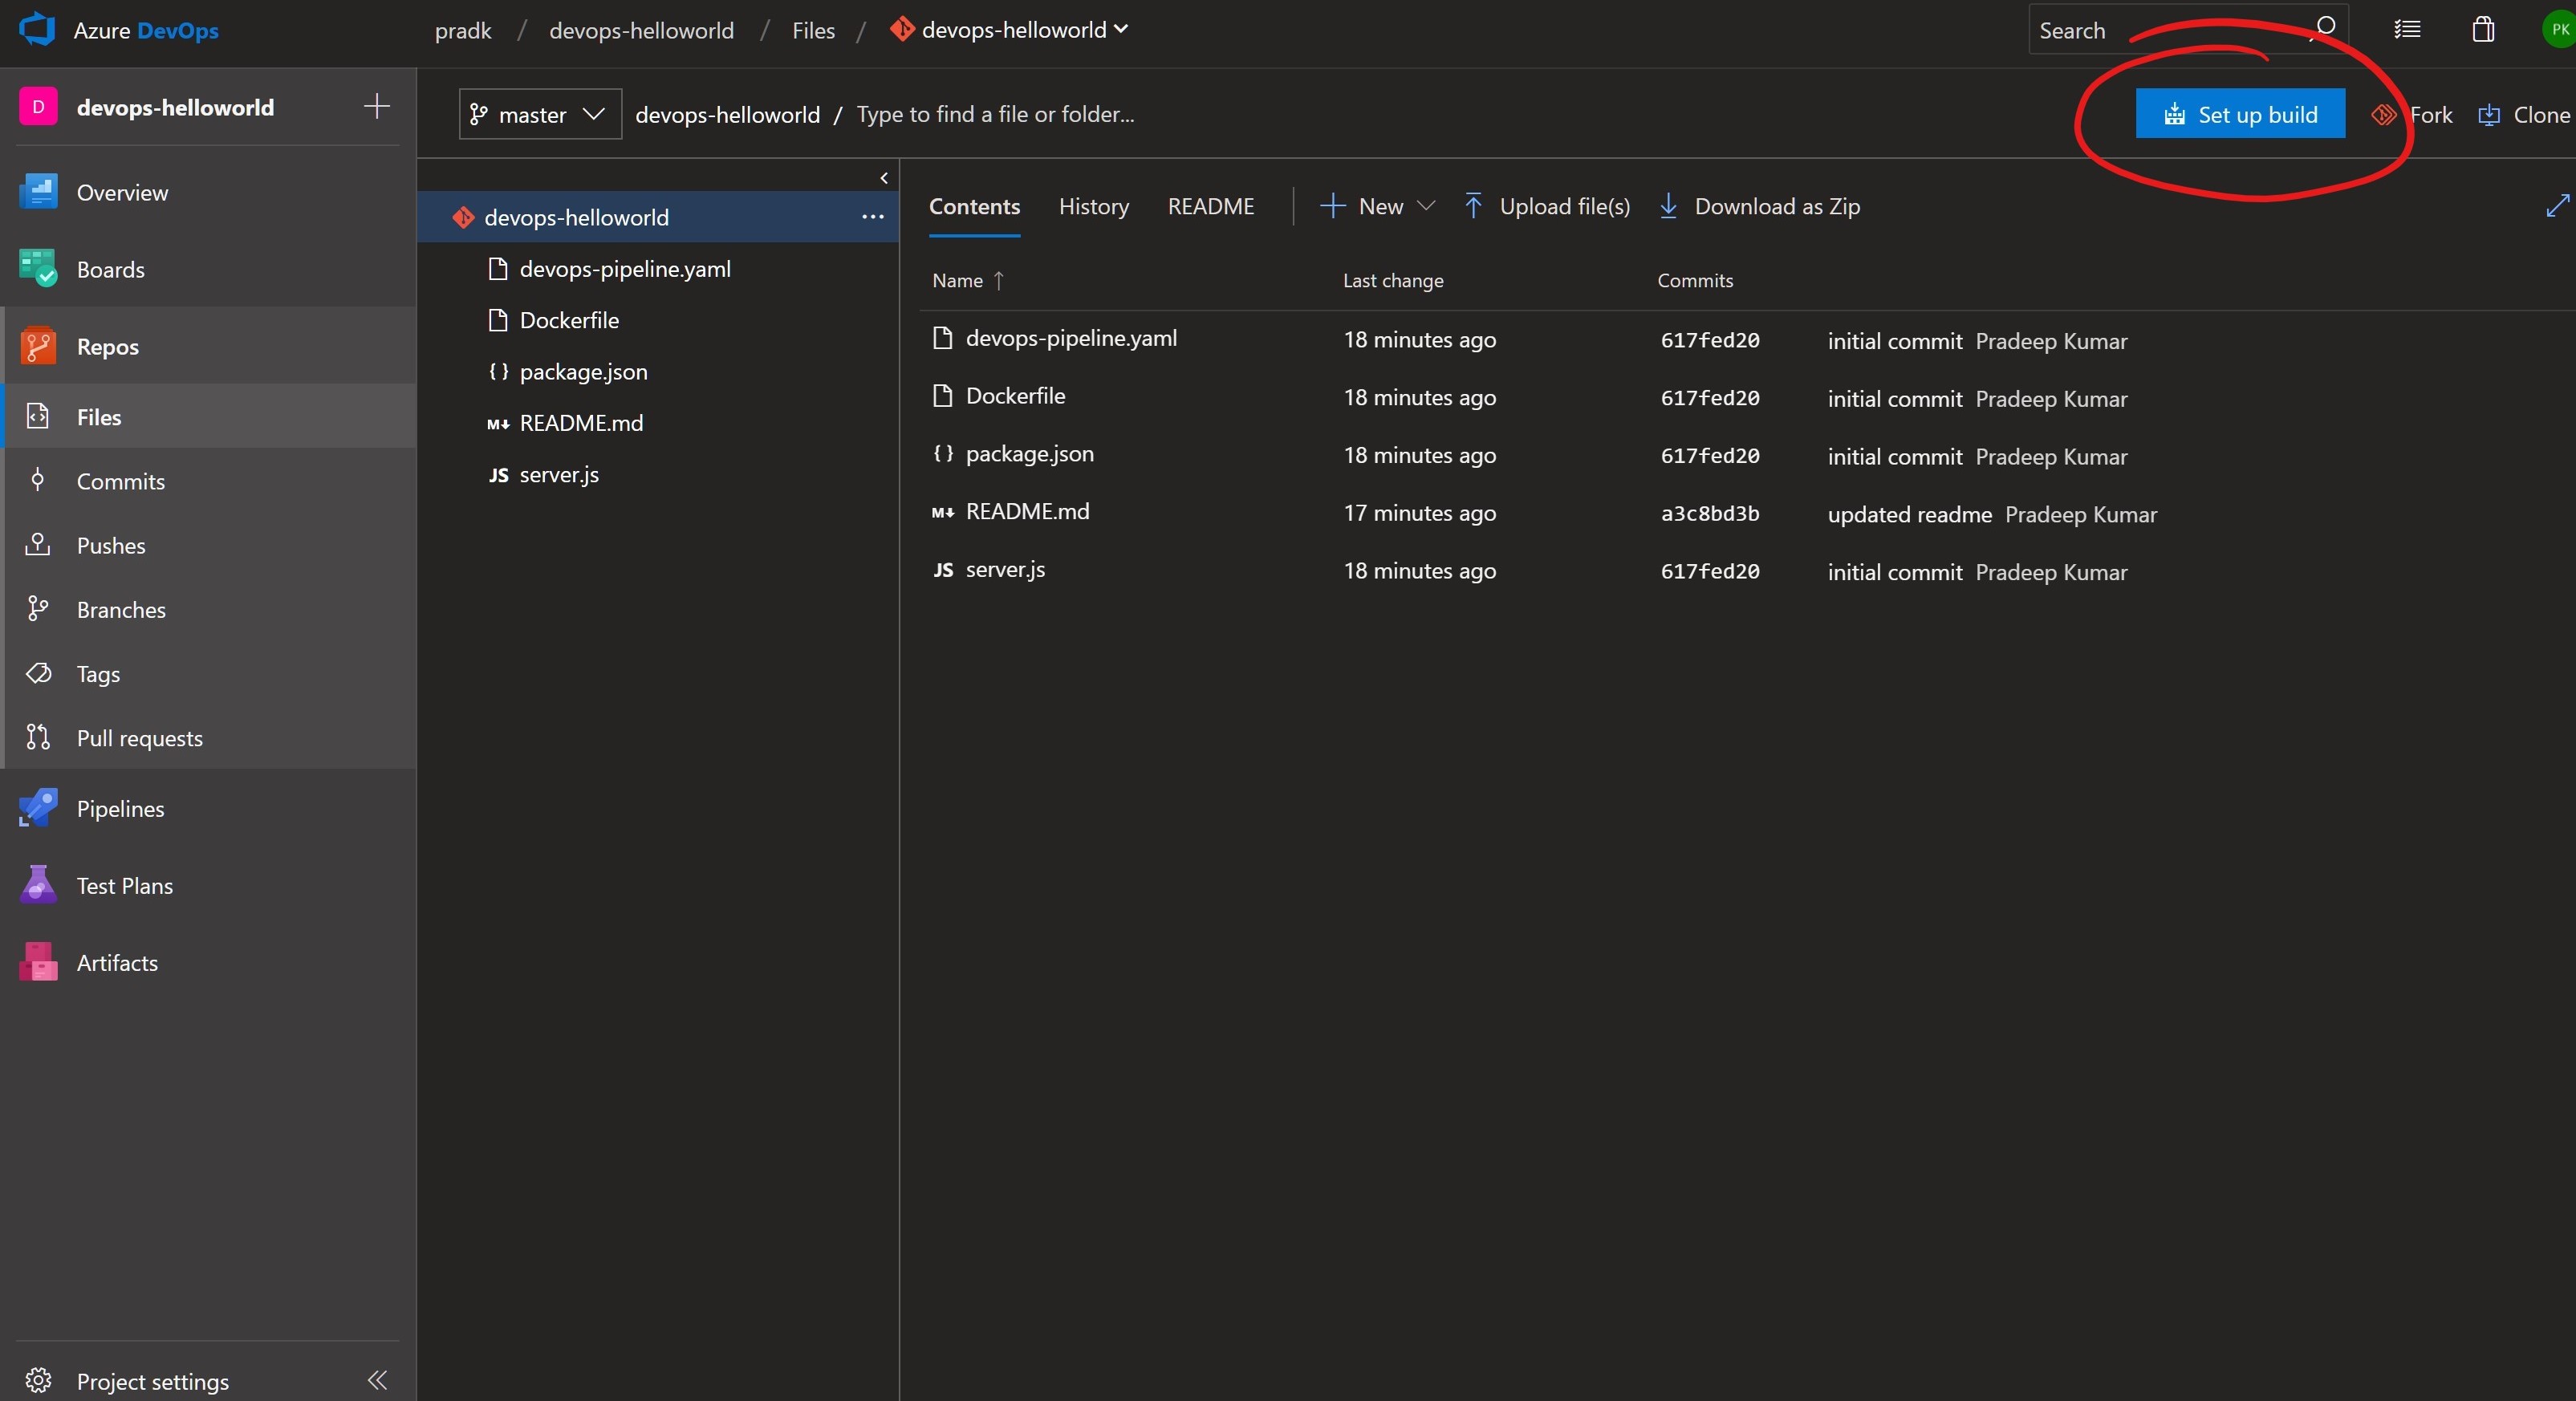 Azure DevOps pradk / devops-helloworld / Files / devops-helloworld Search PK
D devops-helloworld
master devops-helloworld / Type to find a file or folder... Set up build Fork Clone
Overview
Boards
Repos
Files
Commits
Pushes
Branches
Tags
Pull requests
Pipelines
Test Plans
Artifacts
Project settings
devops-helloworld ...
devops-pipeline.yaml
Dockerfile
{ } package.json
M↓ README.md
JS server.js
Contents History README New Upload file(s) Download as Zip
Name ↑ Last change Commits
devops-pipeline.yaml 18 minutes ago 617fed20 initial commit Pradeep Kumar
Dockerfile 18 minutes ago 617fed20 initial commit Pradeep Kumar
{ } package.json 18 minutes ago 617fed20 initial commit Pradeep Kumar
M↓ README.md 17 minutes ago a3c8bd3b updated readme Pradeep Kumar
JS server.js 18 minutes ago 617fed20 initial commit Pradeep Kumar